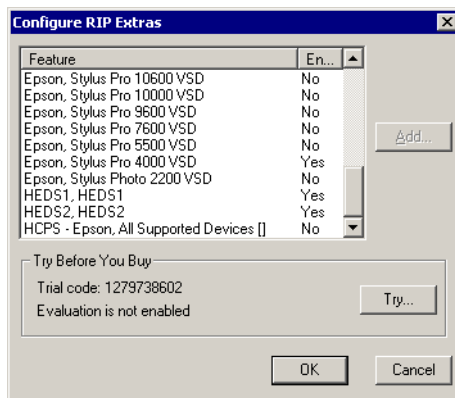 Configure RIP Extras
Feature En...
Epson, Stylus Pro 10600 VSD No
Epson, Stylus Pro 10000 VSD No
Epson, Stylus Pro 9600 VSD No
Epson, Stylus Pro 7600 VSD No
Epson, Stylus Pro 5500 VSD No
Epson, Stylus Pro 4000 VSD Yes
Epson, Stylus Photo 2200 VSD No
HEDS1, HEDS1 Yes
HEDS2, HEDS2 Yes
HCPS - Epson, All Supported Devices [] No
Add...
Try Before You Buy
Trial code: 1279738602
Evaluation is not enabled
Try...
OK Cancel